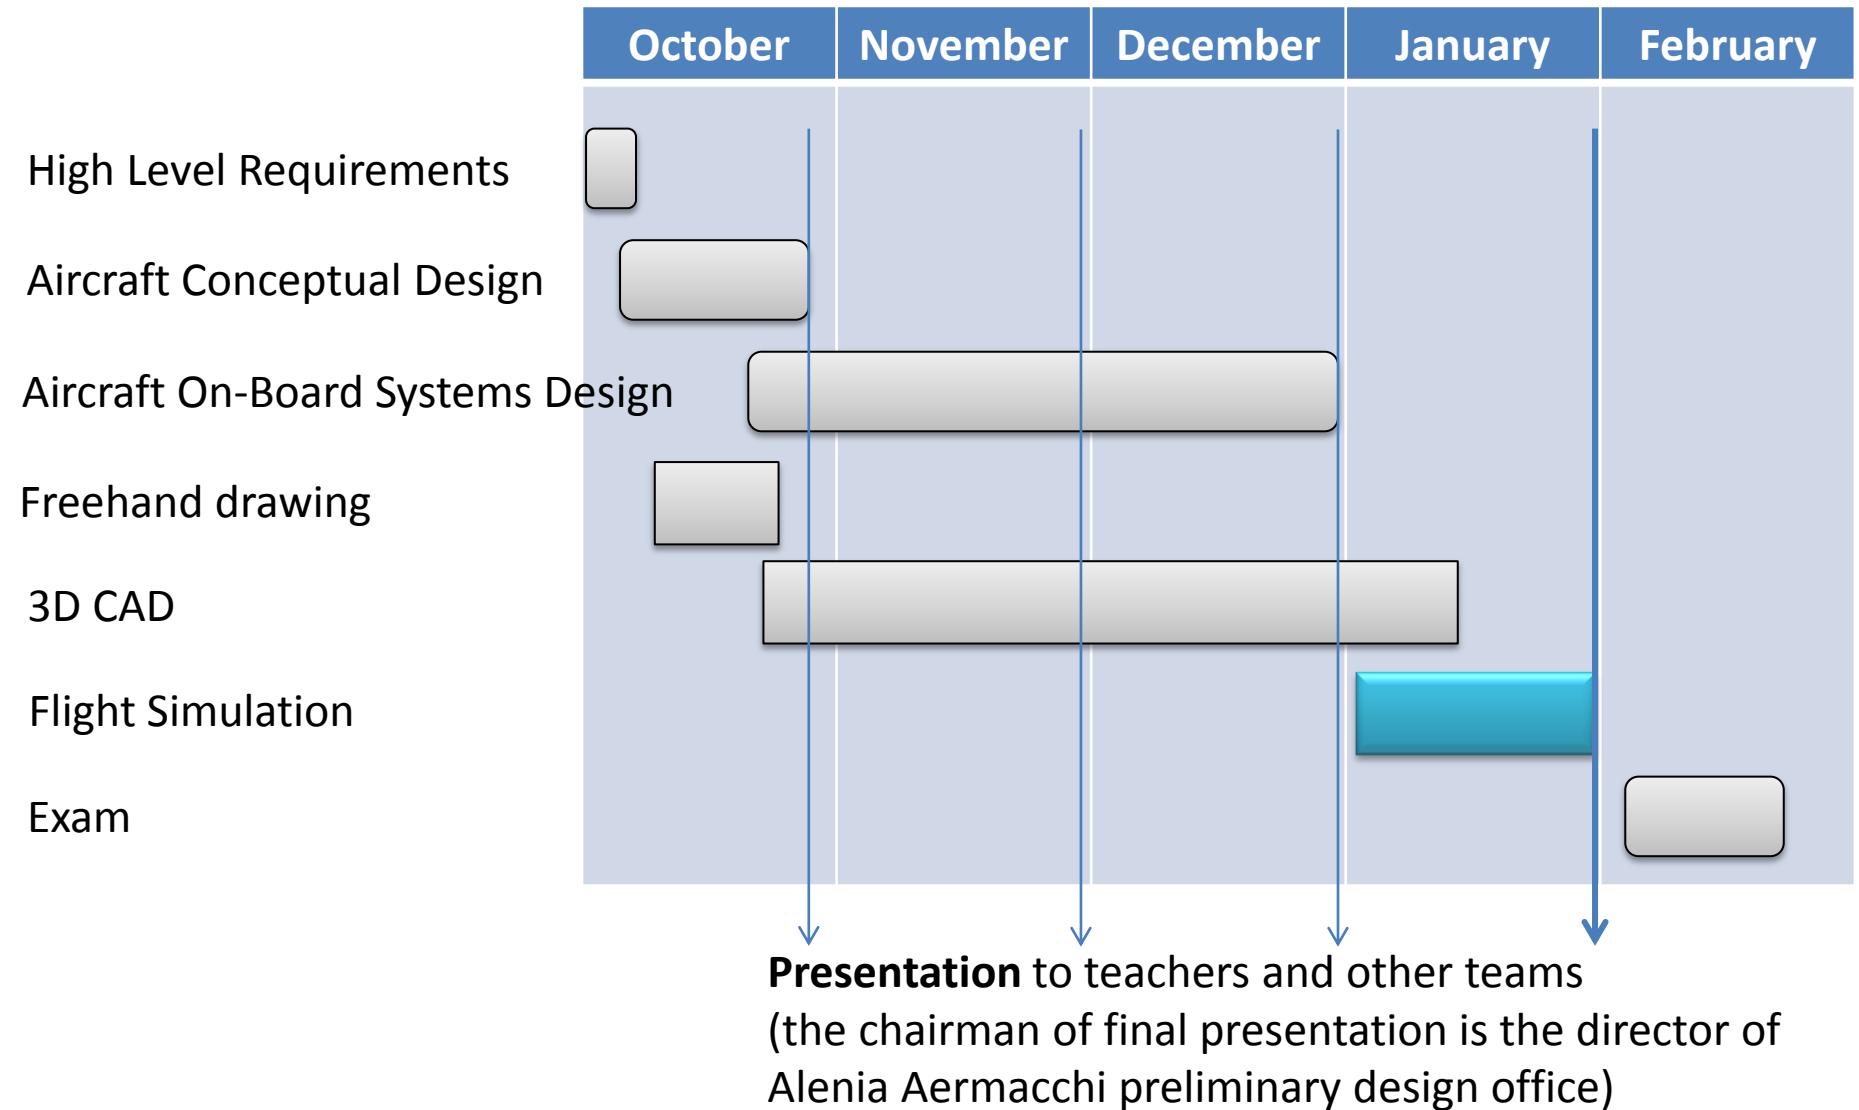 October November December January February
High Level Requirements
Aircraft Conceptual Design
Aircraft On-Board Systems Design
Freehand drawing
3D CAD
Flight Simulation
Exam
Presentation to teachers and other teams
(the chairman of final presentation is the director of
Alenia Aermacchi preliminary design office)